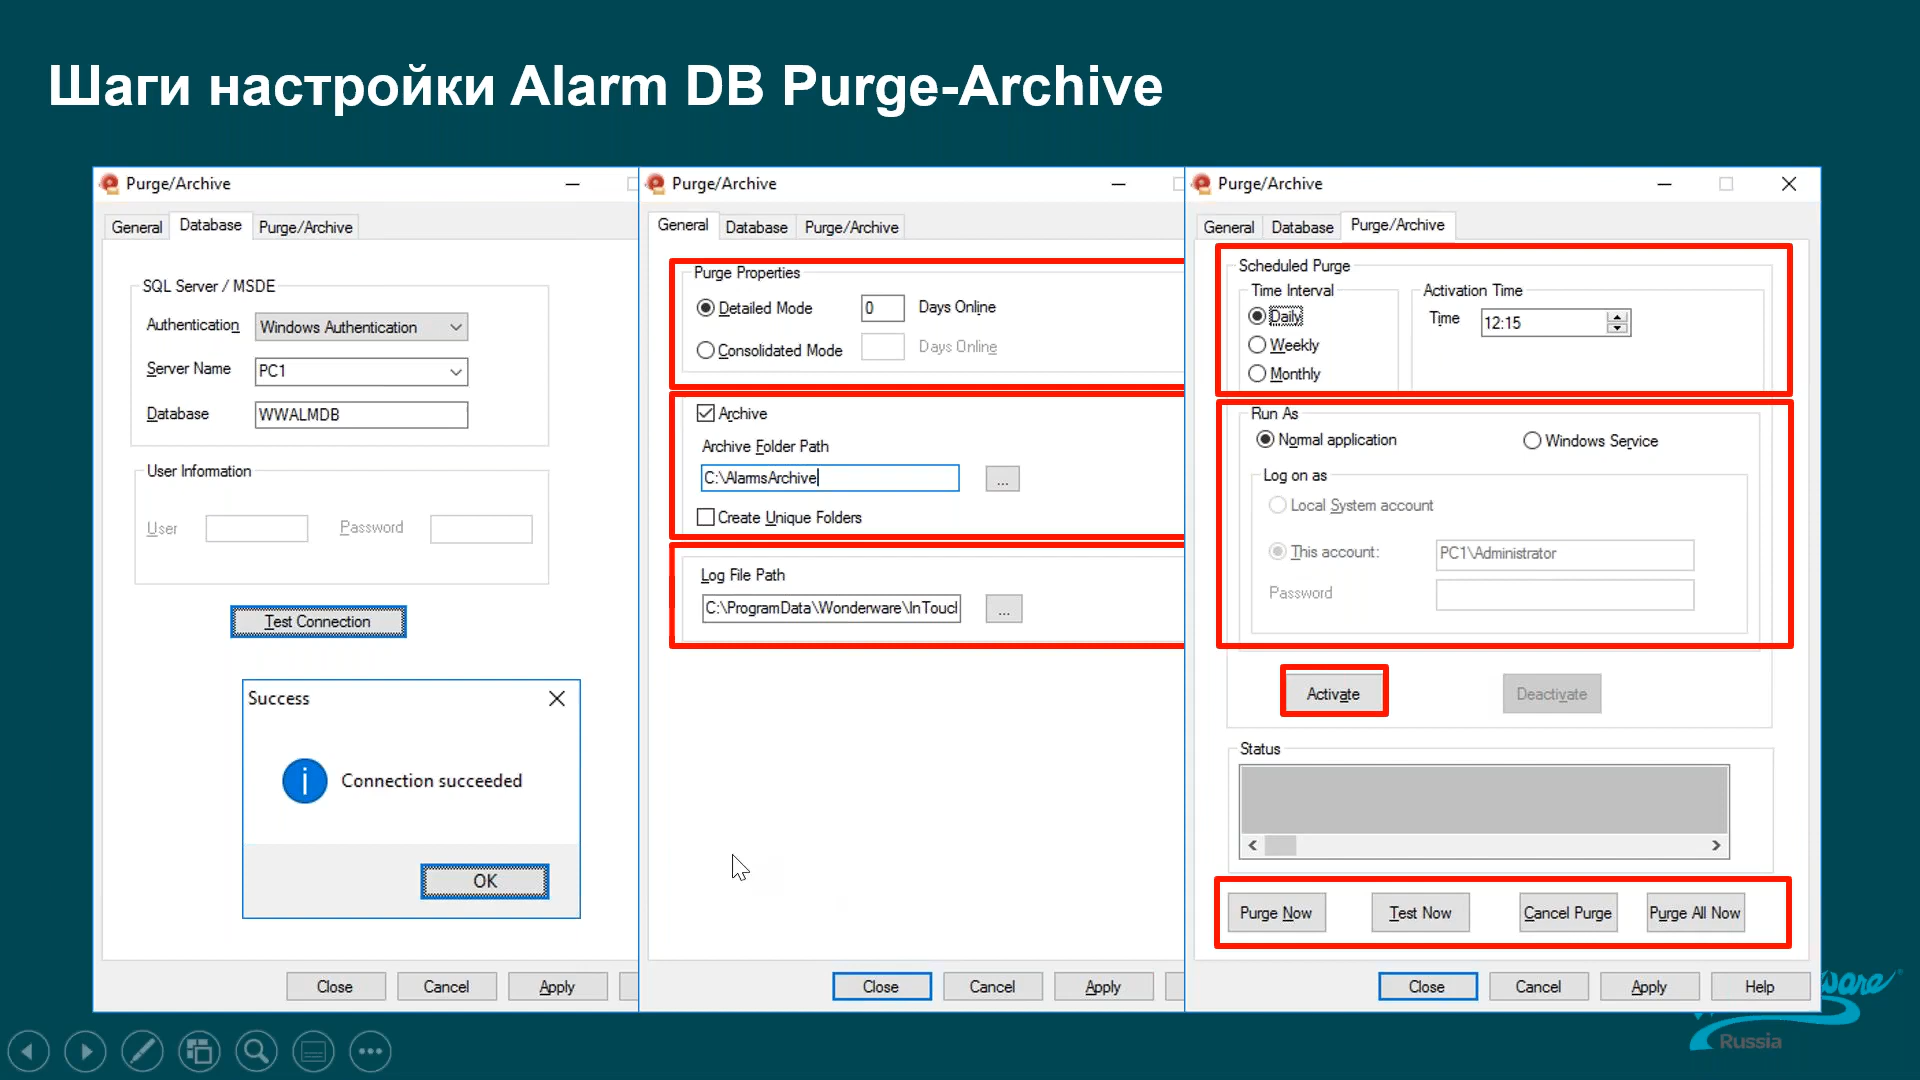 Шаги настройки Alarm DB Purge-Archive
Purge/Archive
General
Database
Purge/Archive
SQL Server / MSDE
Authentication
Windows Authentication
Server Name
PC1
Database
WWALMDB
User Information
User
Password
Test Connection
Success
Connection succeeded
OK
Close
Cancel
Apply
Purge/Archive
General
Database
Purge/Archive
Purge Properties
Detailed Mode
0
Days Online
Consolidated Mode
Days Online
Archive
Archive Folder Path
C:\AlarmsArchive
...
Create Unique Folders
Log File Path
C:\ProgramData\Wonderware\InTouch
...
Close
Cancel
Apply
Purge/Archive
General
Database
Purge/Archive
Scheduled Purge
Time Interval
Daily
Weekly
Monthly
Activation Time
Time
12:15
Run As
Normal application
Windows Service
Log on as
Local System account
This account:
PC1\Administrator
Password
Activate
Deactivate
Status
Purge Now
Test Now
Cancel Purge
Purge All Now
Close
Cancel
Apply
Help
Russia